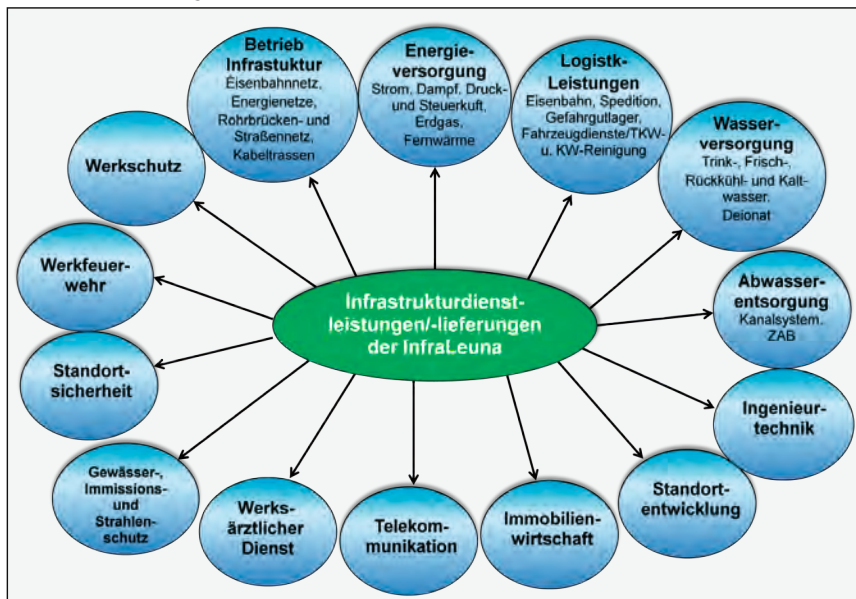 Betrieb
Infrastuktur
Eisenbahnnetz,
Energienetze,
Rohrbrücken- und
Straßennetz,
Kabeltrassen
Energie-
versorgung
Strom, Dampf, Druck-
und Steuerkuft,
Erdgas,
Fernwärme
Logistk-
Leistungen
Eisenbahn, Spedition,
Gefahrgutlager,
Fahrzeugdienste/TKW-
u. KW-Reinigung
Wasser-
versorgung
Trink-, Frisch-,
Rückkühl- und Kalt-
wasser,
Deionat
Abwasser-
entsorgung
Kanalsystem.
ZAB
Ingenieur-
technik
Standort-
entwicklung
Immobilien-
wirtschaft
Telekom-
munikation
Werks-
ärztlicher
Dienst
Gewässer-,
Immissions-
und
Strahlen-
schutz
Standort-
sicherheit
Werkfeuer-
wehr
Werkschutz
Infrastrukturdienst-
leistungen/-lieferungen
der InfraLeuna